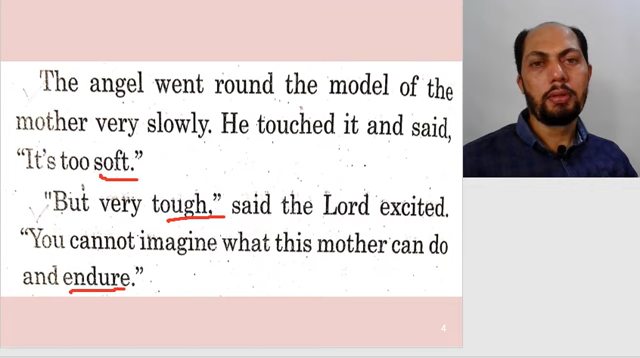 The angel went round the model of the
mother very slowly. He touched it and said,
“It's too soft.”
"But very tough,” said the Lord excited.
“You cannot imagine what this mother can do
and endure.”
4